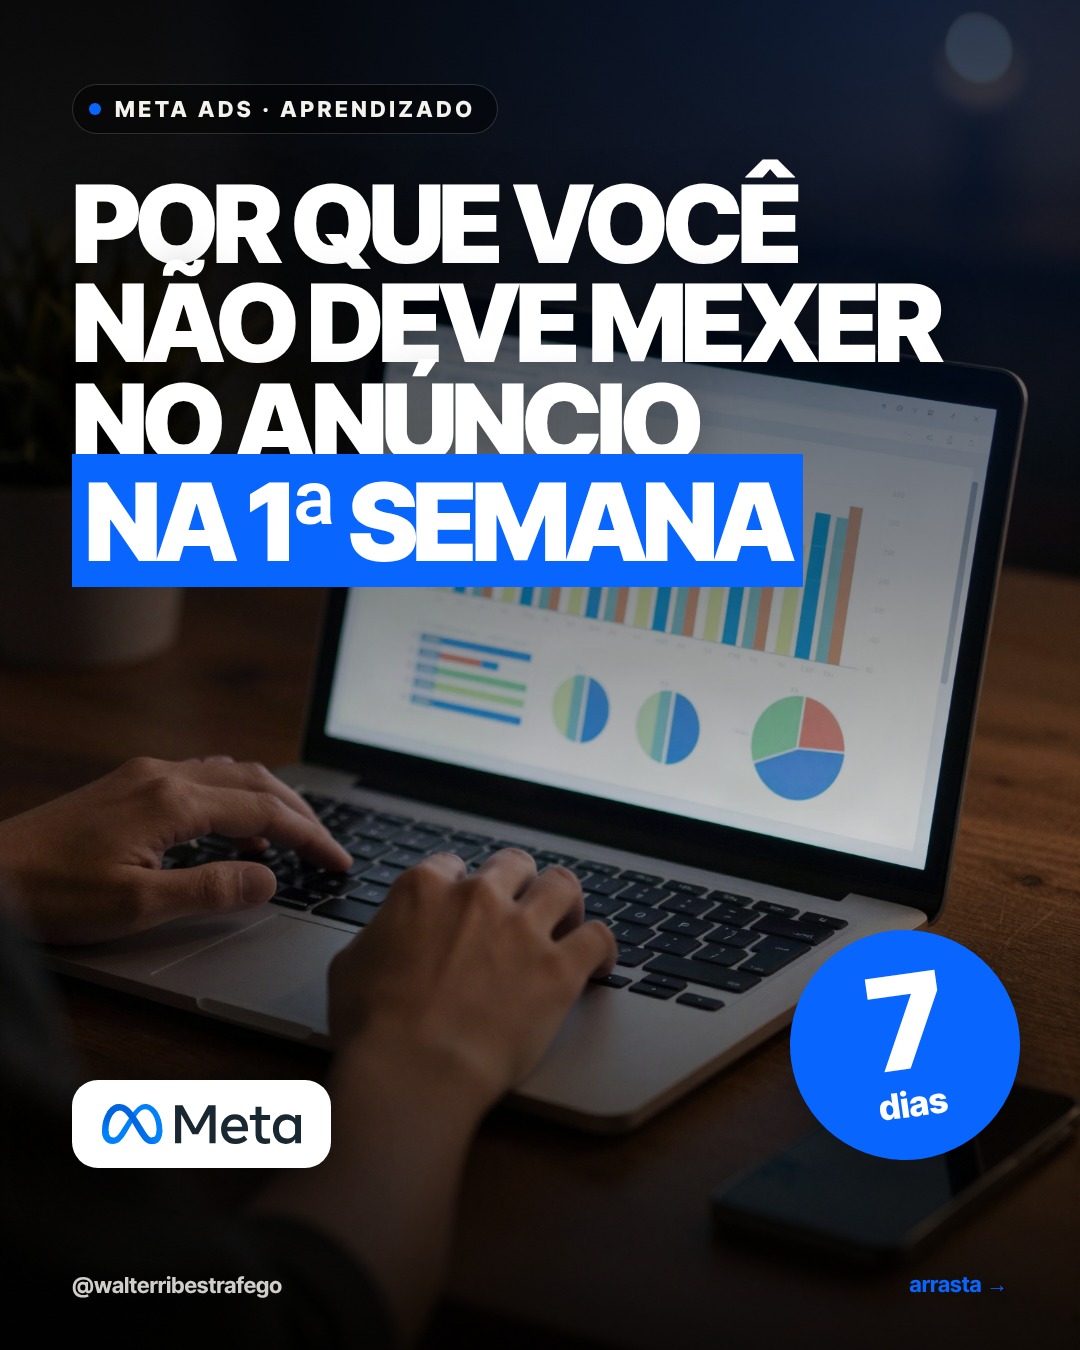 META ADS · APRENDIZADO
POR QUE VOCÊ
NÃO DEVE MEXER
NO ANÚNCIO
NA 1ª SEMANA
7
dias
Meta
@walterribestrafego
arrasta →